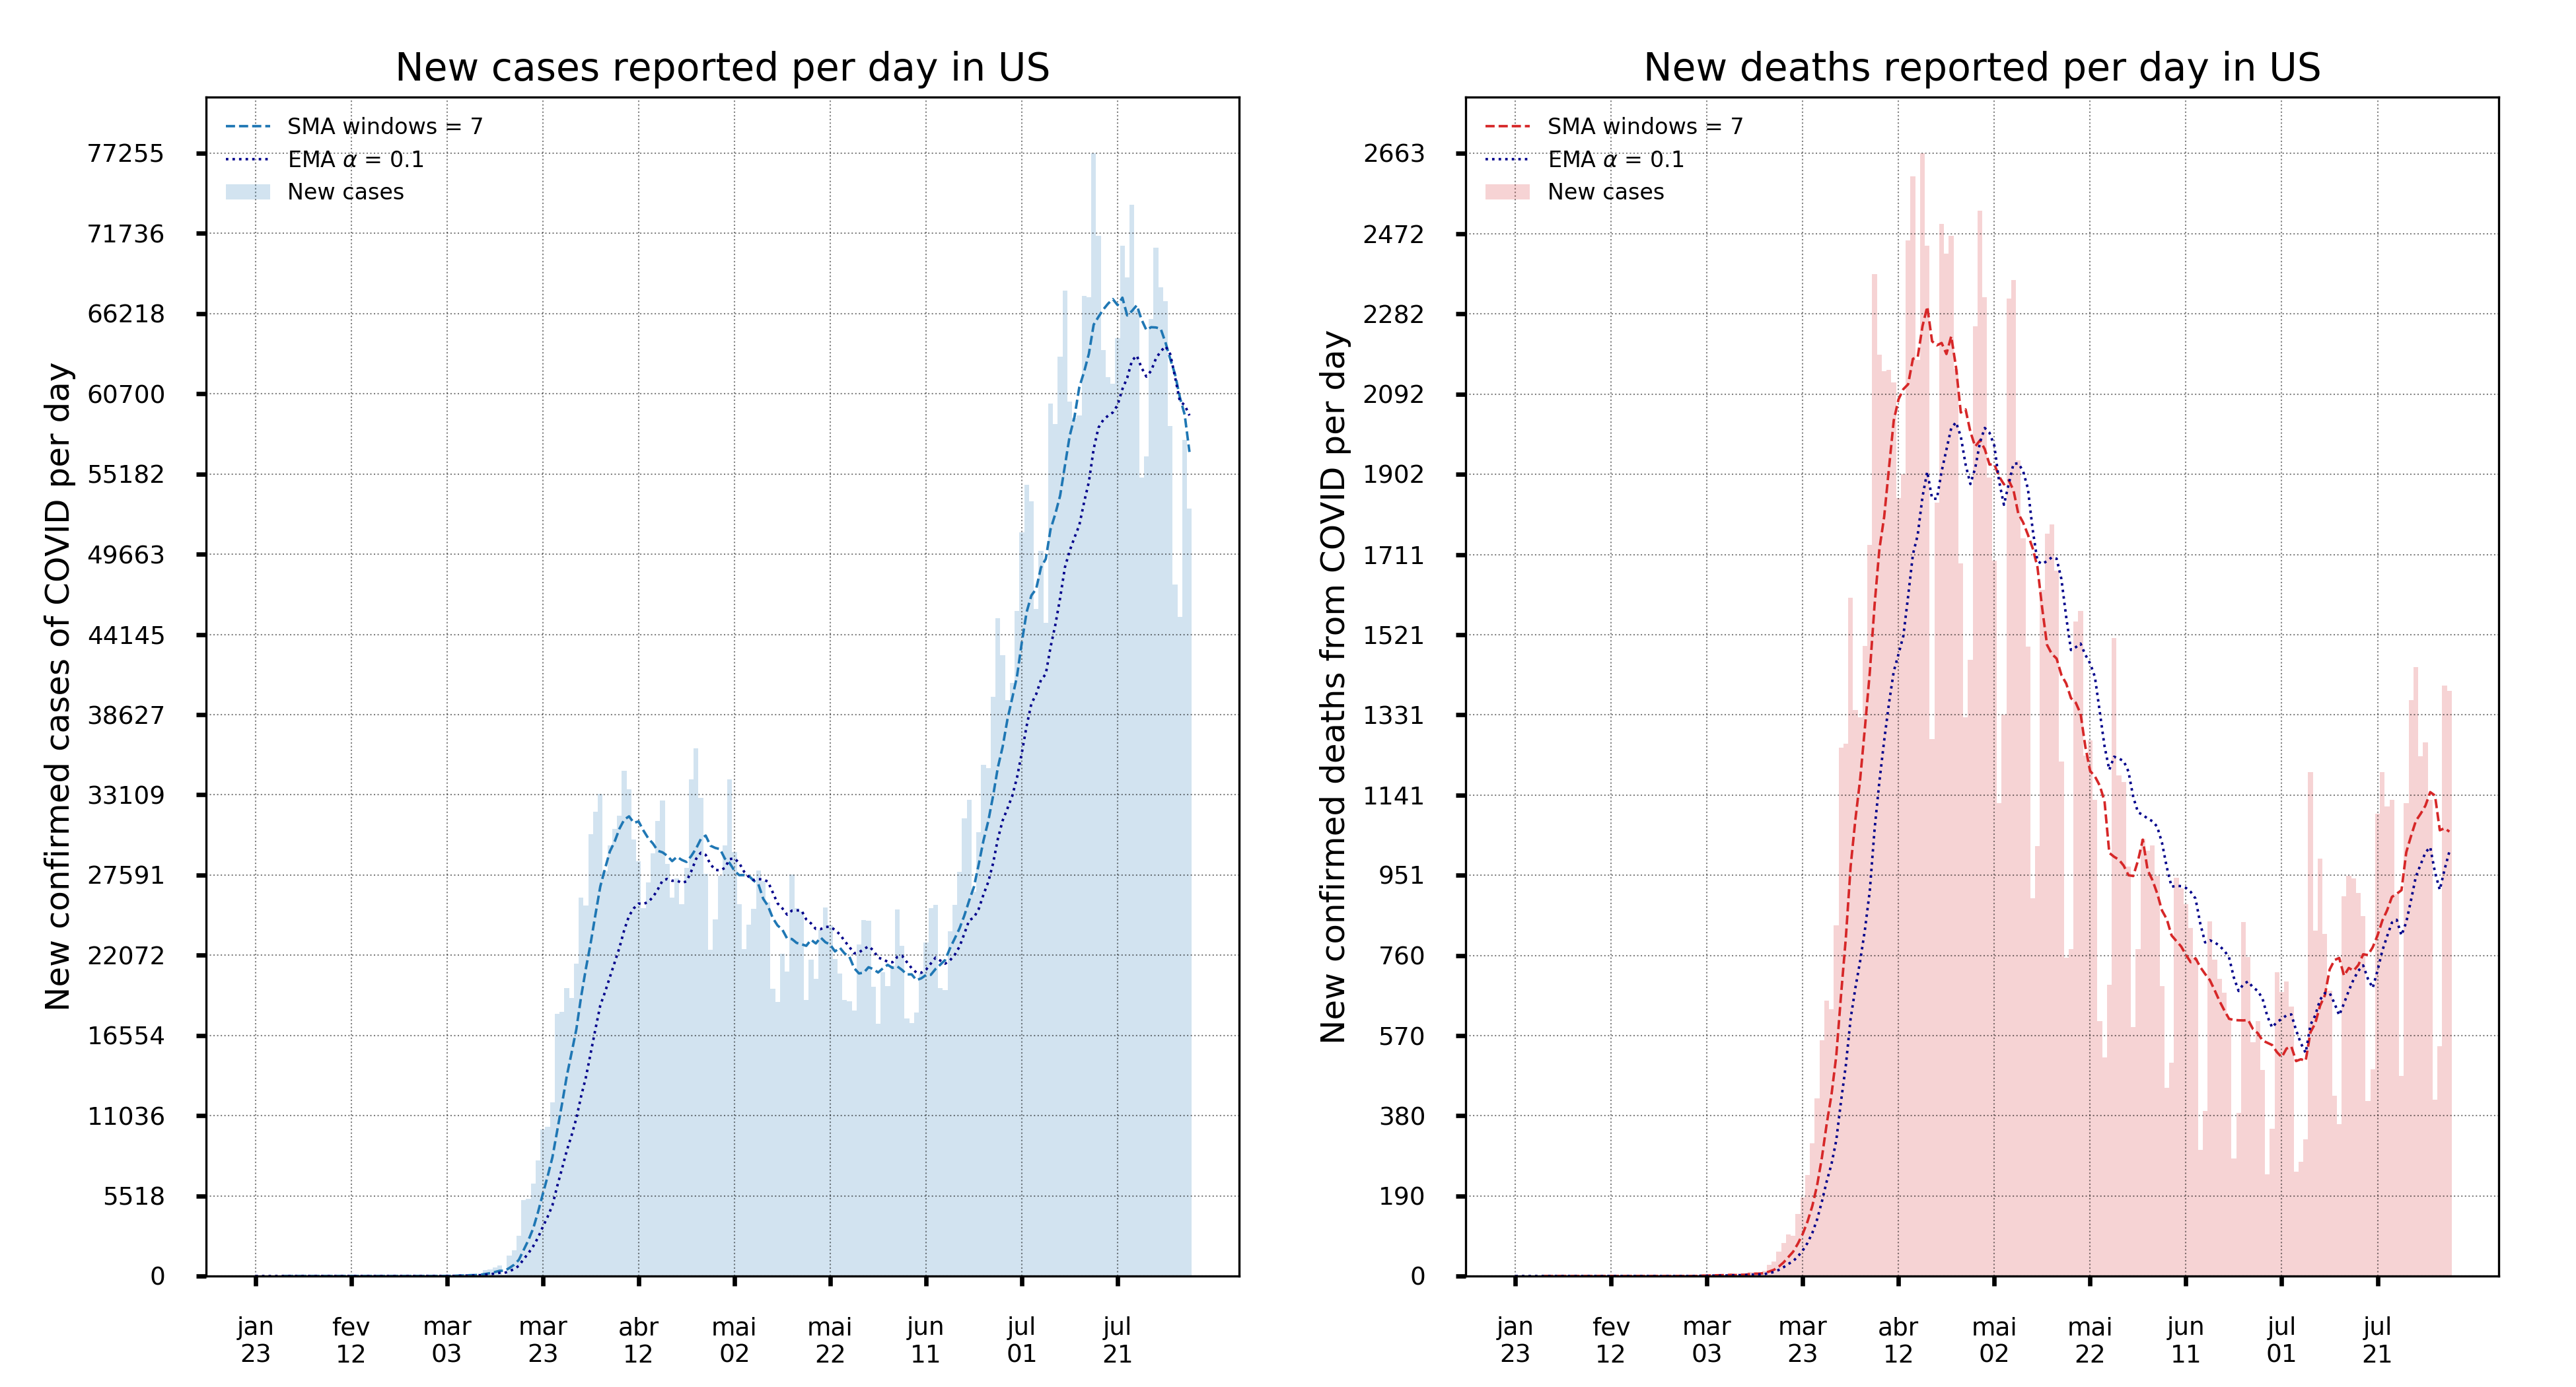 New cases reported per day in US
SMA windows = 7
EMA α = 0.1
New cases
New confirmed cases of COVID per day
77255
71736
66218
60700
55182
49663
44145
38627
33109
27591
22072
16554
11036
5518
0
jan fev mar mar abr mai mai jun jul jul
23 12 03 23 12 02 22 11 01 21
New deaths reported per day in US
SMA windows = 7
EMA α = 0.1
New cases
New confirmed deaths from COVID per day
2663
2472
2282
2092
1902
1711
1521
1331
1141
951
760
570
380
190
0
jan fev mar mar abr mai mai jun jul jul
23 12 03 23 12 02 22 11 01 21